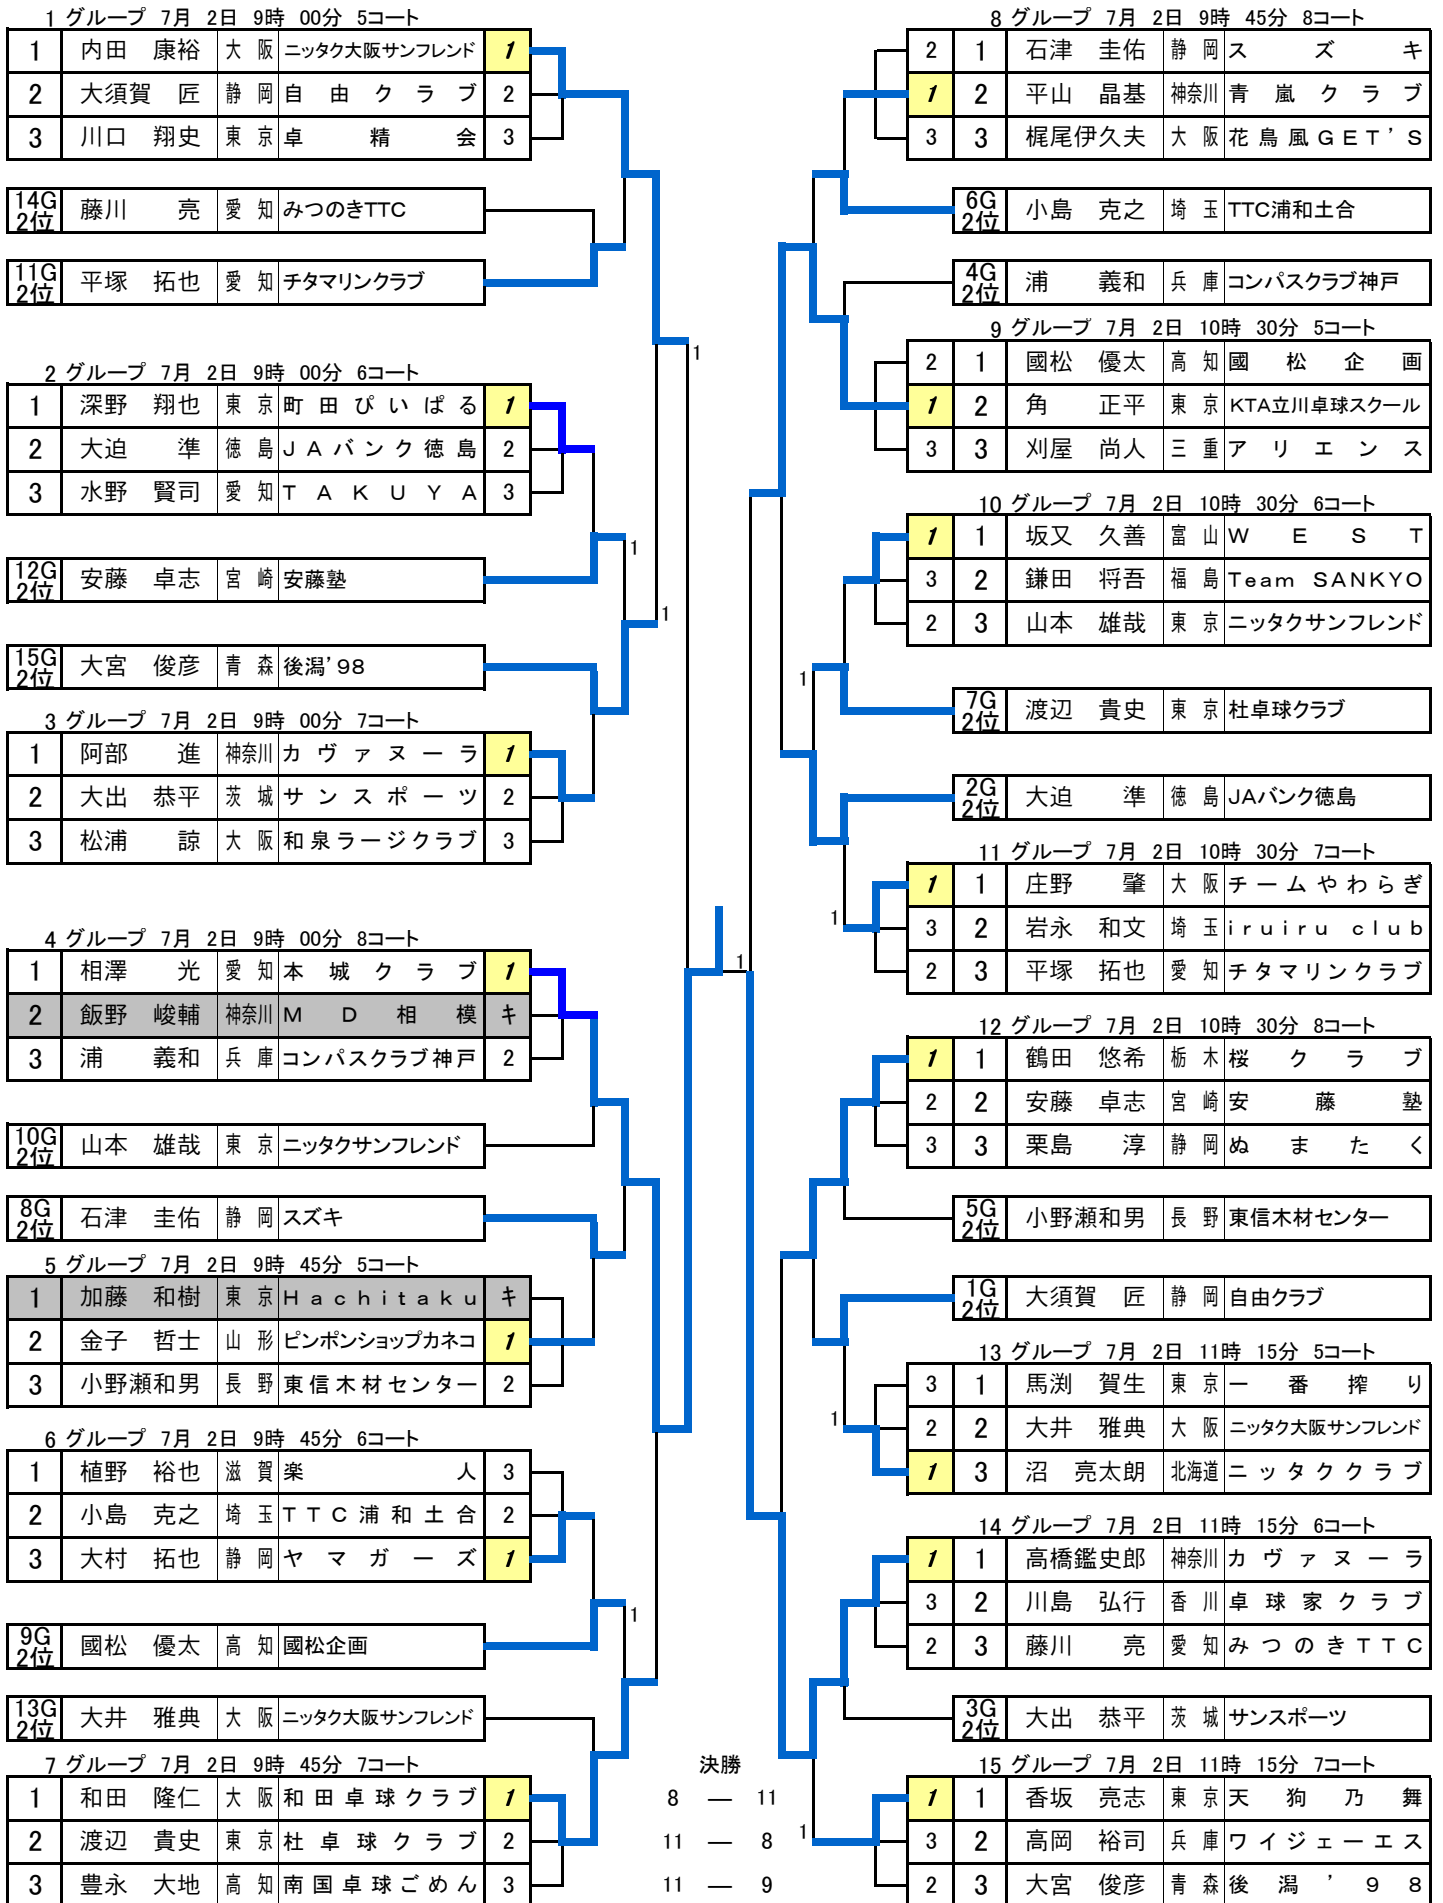 1 グループ 7月 2日 9時 00分 5コート
1 内田 康裕 大 阪 ニッタク大阪サンフレンド 1
2 大須賀 匠 静 岡 自由クラブ 2
3 川口 翔史 東 京 卓精会 3
14G 2位 藤川 亮 愛 知 みつのきTTC
11G 2位 平塚 拓也 愛 知 チタマリンクラブ
1
2 グループ 7月 2日 9時 00分 6コート
1 深野 翔也 東 京 町田ぴいぱる 1
2 大迫 準 徳 島 JAバンク徳島 2
3 水野 賢司 愛 知 TAKUYA 3
1
12G 2位 安藤 卓志 宮 崎 安藤塾
1
15G 2位 大宮 俊彦 青 森 後潟'98
3 グループ 7月 2日 9時 00分 7コート
1 阿部 進 神奈川 カヴァヌーラ 1
2 大出 恭平 茨 城 サンスポーツ 2
3 松浦 諒 大 阪 和泉ラージクラブ 3
4 グループ 7月 2日 9時 00分 8コート
1 相澤 光 愛 知 本城クラブ 1
2 飯野 峻輔 神奈川 MD相模 キ
3 浦 義和 兵 庫 コンパスクラブ神戸 2
10G 2位 山本 雄哉 東 京 ニッタクサンフレンド
8G 2位 石津 圭佑 静 岡 スズキ
5 グループ 7月 2日 9時 45分 5コート
1 加藤 和樹 東 京 Hachitaku キ
2 金子 哲士 山 形 ピンポンショップカネコ 1
3 小野瀬和男 長 野 東信木材センター 2
6 グループ 7月 2日 9時 45分 6コート
1 植野 裕也 滋 賀 楽人 3
2 小島 克之 埼 玉 TTC浦和土合 2
3 大村 拓也 静 岡 ヤマガーズ 1
1
9G 2位 國松 優太 高 知 國松企画
13G 2位 大井 雅典 大 阪 ニッタク大阪サンフレンド
7 グループ 7月 2日 9時 45分 7コート
1 和田 隆仁 大 阪 和田卓球クラブ 1
2 渡辺 貴史 東 京 杜卓球クラブ 2
3 豊永 大地 高 知 南国卓球ごめん 3
1
決勝
8 — 11
11 — 8
11 — 9
8 グループ 7月 2日 9時 45分 8コート
2 1 石津 圭佑 静 岡 スズキ
1 2 平山 晶基 神奈川 青嵐クラブ
3 3 梶尾伊久夫 大 阪 花鳥風GET'S
6G 2位 小島 克之 埼 玉 TTC浦和土合
4G 2位 浦 義和 兵 庫 コンパスクラブ神戸
9 グループ 7月 2日 10時 30分 5コート
2 1 國松 優太 高 知 國松企画
1 2 角 正平 東 京 KTA立川卓球スクール
3 3 刈屋 尚人 三 重 アリエンス
10 グループ 7月 2日 10時 30分 6コート
1 1 坂又 久善 富 山 WEST
3 2 鎌田 将吾 福 島 Team SANKYO
2 3 山本 雄哉 東 京 ニッタクサンフレンド
1
7G 2位 渡辺 貴史 東 京 杜卓球クラブ
2G 2位 大迫 準 徳 島 JAバンク徳島
11 グループ 7月 2日 10時 30分 7コート
1 1 庄野 肇 大 阪 チームやわらぎ
1
3 2 岩永 和文 埼 玉 iruiru club
2 3 平塚 拓也 愛 知 チタマリンクラブ
12 グループ 7月 2日 10時 30分 8コート
1 1 鶴田 悠希 栃 木 桜クラブ
2 2 安藤 卓志 宮 崎 安藤塾
3 3 栗島 淳 静 岡 ぬまたく
5G 2位 小野瀬和男 長 野 東信木材センター
1G 2位 大須賀 匠 静 岡 自由クラブ
13 グループ 7月 2日 11時 15分 5コート
3 1 馬渕 賀生 東 京 一番搾り
1
2 2 大井 雅典 大 阪 ニッタク大阪サンフレンド
1 3 沼 亮太朗 北海道 ニッタククラブ
14 グループ 7月 2日 11時 15分 6コート
1 1 高橋鑑史郎 神奈川 カヴァヌーラ
3 2 川島 弘行 香 川 卓球家クラブ
2 3 藤川 亮 愛 知 みつのきTTC
3G 2位 大出 恭平 茨 城 サンスポーツ
15 グループ 7月 2日 11時 15分 7コート
1 1 香坂 亮志 東 京 天狗乃舞
1
3 2 高岡 裕司 兵 庫 ワイジェーエス
2 3 大宮 俊彦 青 森 後潟'98